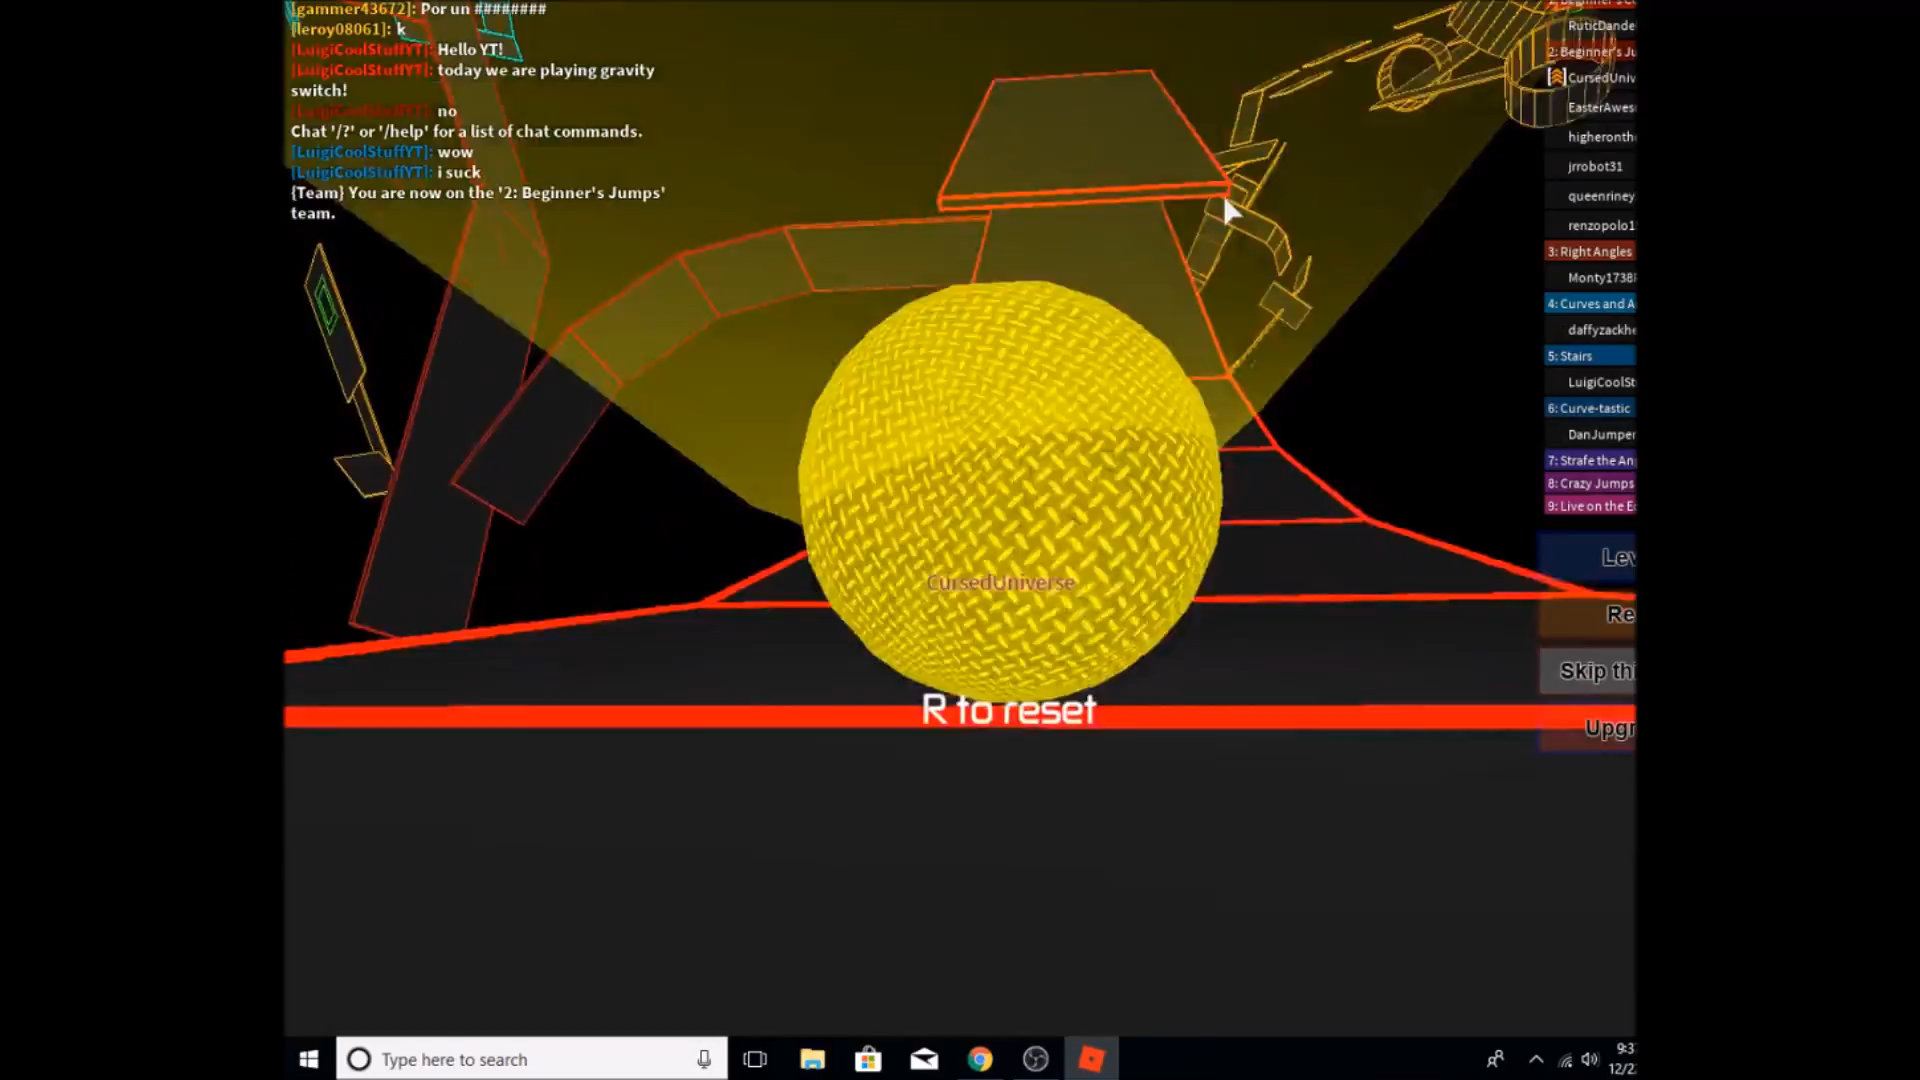 [gammer43672]: Por un ########
[leroy08061]: k
[LuigiCoolStuffYT]: Hello YT!
[LuigiCoolStuffYT]: today we are playing gravity
switch!
[LuigiCoolStuffYT]: no
Chat '/?' or '/help' for a list of chat commands.
[LuigiCoolStuffYT]: wow
[LuigiCoolStuffYT]: i suck
{Team} You are now on the '2: Beginner's Jumps'
team.
RuticDande
2: Beginner's Ju
CursedUniv
EasterAwes
higheronth
jrrobot31
queenriney
renzopolo1
3: Right Angles
Monty1738
4: Curves and A
daffyzackhe
5: Stairs
LuigiCoolSt
6: Curve-tastic
DanJumper
7: Strafe the An
8: Crazy Jumps
9: Live on the E
Lev
Re
Skip thi
Upgr
CursedUniverse
R to reset
Type here to search
9:3
12/2